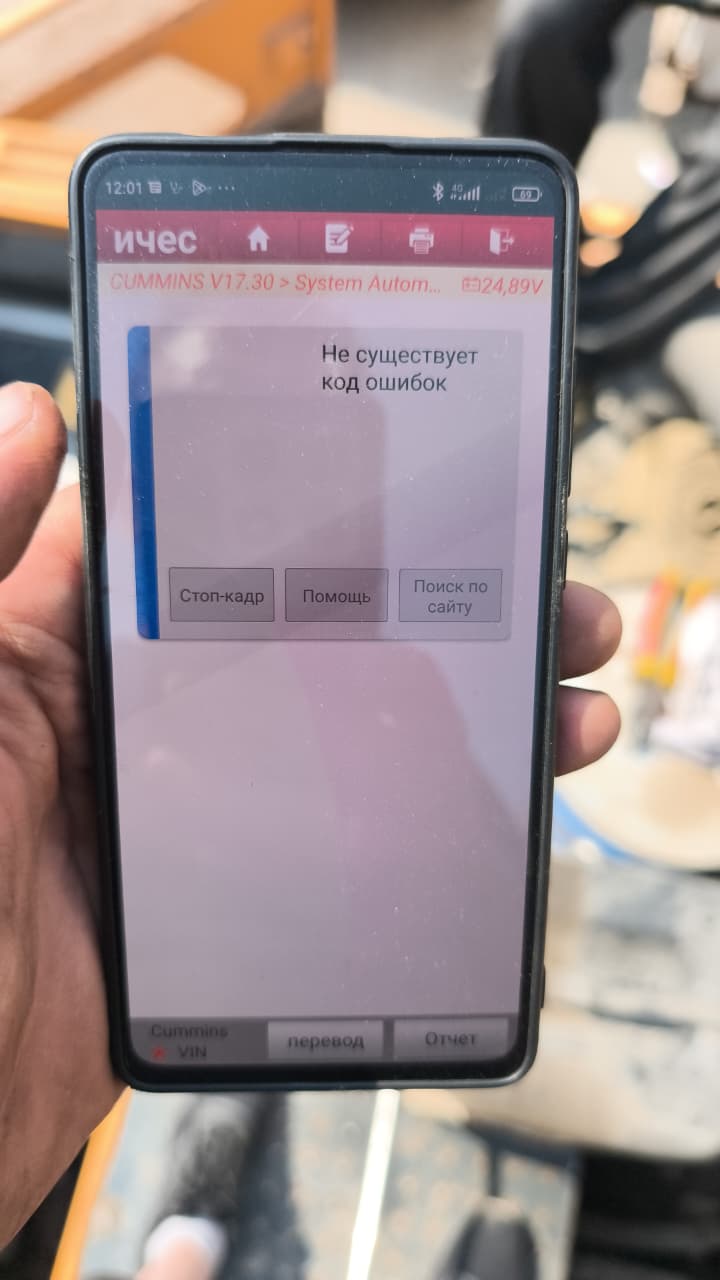 12:01
4G
69
ичес
CUMMINS V17.30 > System Autom...
24,89V
Не существует
код ошибок
Стоп-кадр
Помощь
Поиск по
сайту
Cummins
VIN
перевод
Отчет